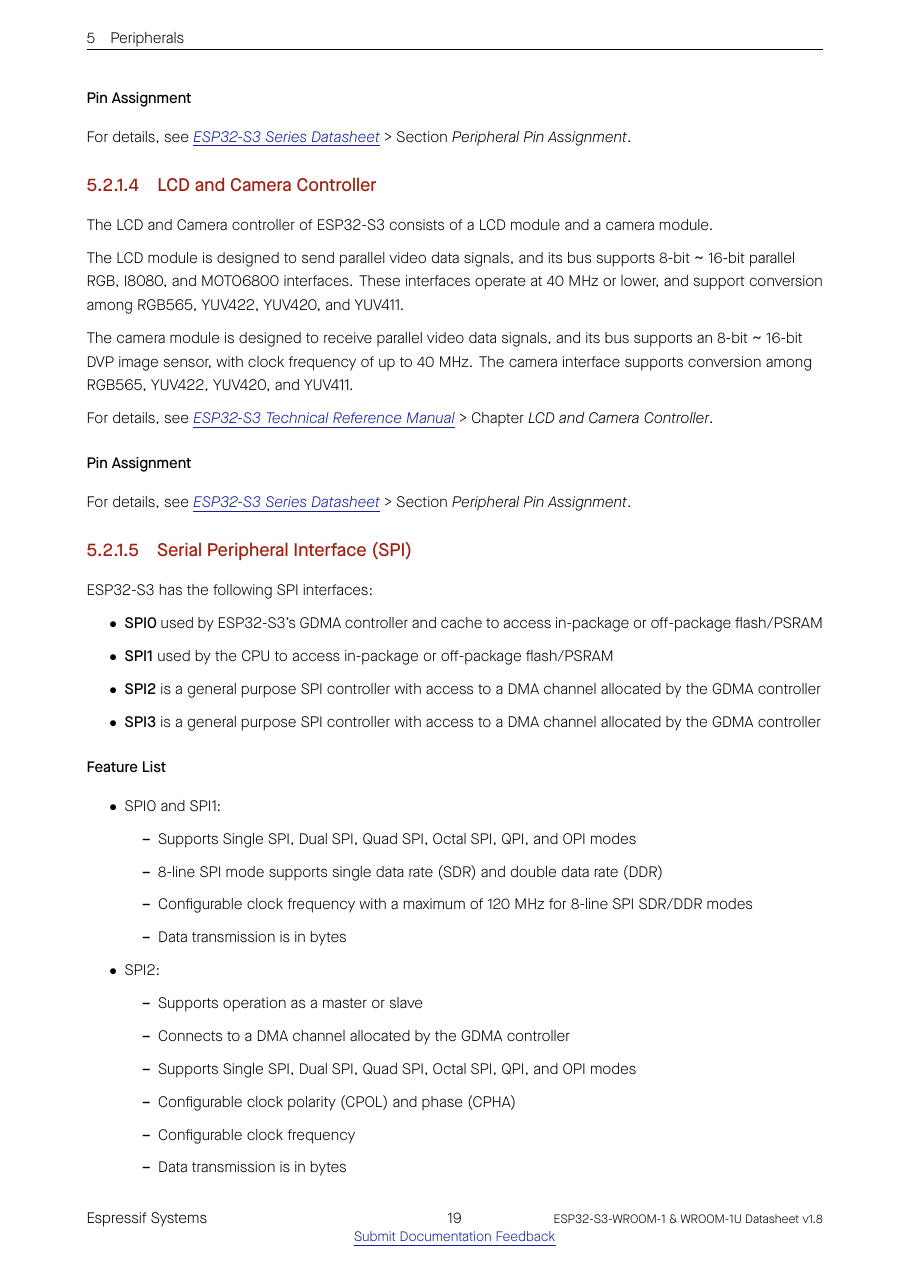 5 Peripherals
Pin Assignment
For details, see ESP32-S3 Series Datasheet > Section Peripheral Pin Assignment.
5.2.1.4 LCD and Camera Controller
The LCD and Camera controller of ESP32-S3 consists of a LCD module and a camera module.
The LCD module is designed to send parallel video data signals, and its bus supports 8-bit ~ 16-bit parallel
RGB, I8080, and MOTO6800 interfaces. These interfaces operate at 40 MHz or lower, and support conversion
among RGB565, YUV422, YUV420, and YUV411.
The camera module is designed to receive parallel video data signals, and its bus supports an 8-bit ~ 16-bit
DVP image sensor, with clock frequency of up to 40 MHz. The camera interface supports conversion among
RGB565, YUV422, YUV420, and YUV411.
For details, see ESP32-S3 Technical Reference Manual > Chapter LCD and Camera Controller.
Pin Assignment
For details, see ESP32-S3 Series Datasheet > Section Peripheral Pin Assignment.
5.2.1.5 Serial Peripheral Interface (SPI)
ESP32-S3 has the following SPI interfaces:
• SPI0 used by ESP32-S3's GDMA controller and cache to access in-package or off-package flash/PSRAM
• SPI1 used by the CPU to access in-package or off-package flash/PSRAM
• SPI2 is a general purpose SPI controller with access to a DMA channel allocated by the GDMA controller
• SPI3 is a general purpose SPI controller with access to a DMA channel allocated by the GDMA controller
Feature List
• SPI0 and SPI1:
– Supports Single SPI, Dual SPI, Quad SPI, Octal SPI, QPI, and OPI modes
– 8-line SPI mode supports single data rate (SDR) and double data rate (DDR)
– Configurable clock frequency with a maximum of 120 MHz for 8-line SPI SDR/DDR modes
– Data transmission is in bytes
• SPI2:
– Supports operation as a master or slave
– Connects to a DMA channel allocated by the GDMA controller
– Supports Single SPI, Dual SPI, Quad SPI, Octal SPI, QPI, and OPI modes
– Configurable clock polarity (CPOL) and phase (CPHA)
– Configurable clock frequency
– Data transmission is in bytes
Espressif Systems 19 ESP32-S3-WROOM-1 & WROOM-1U Datasheet v1.8
Submit Documentation Feedback